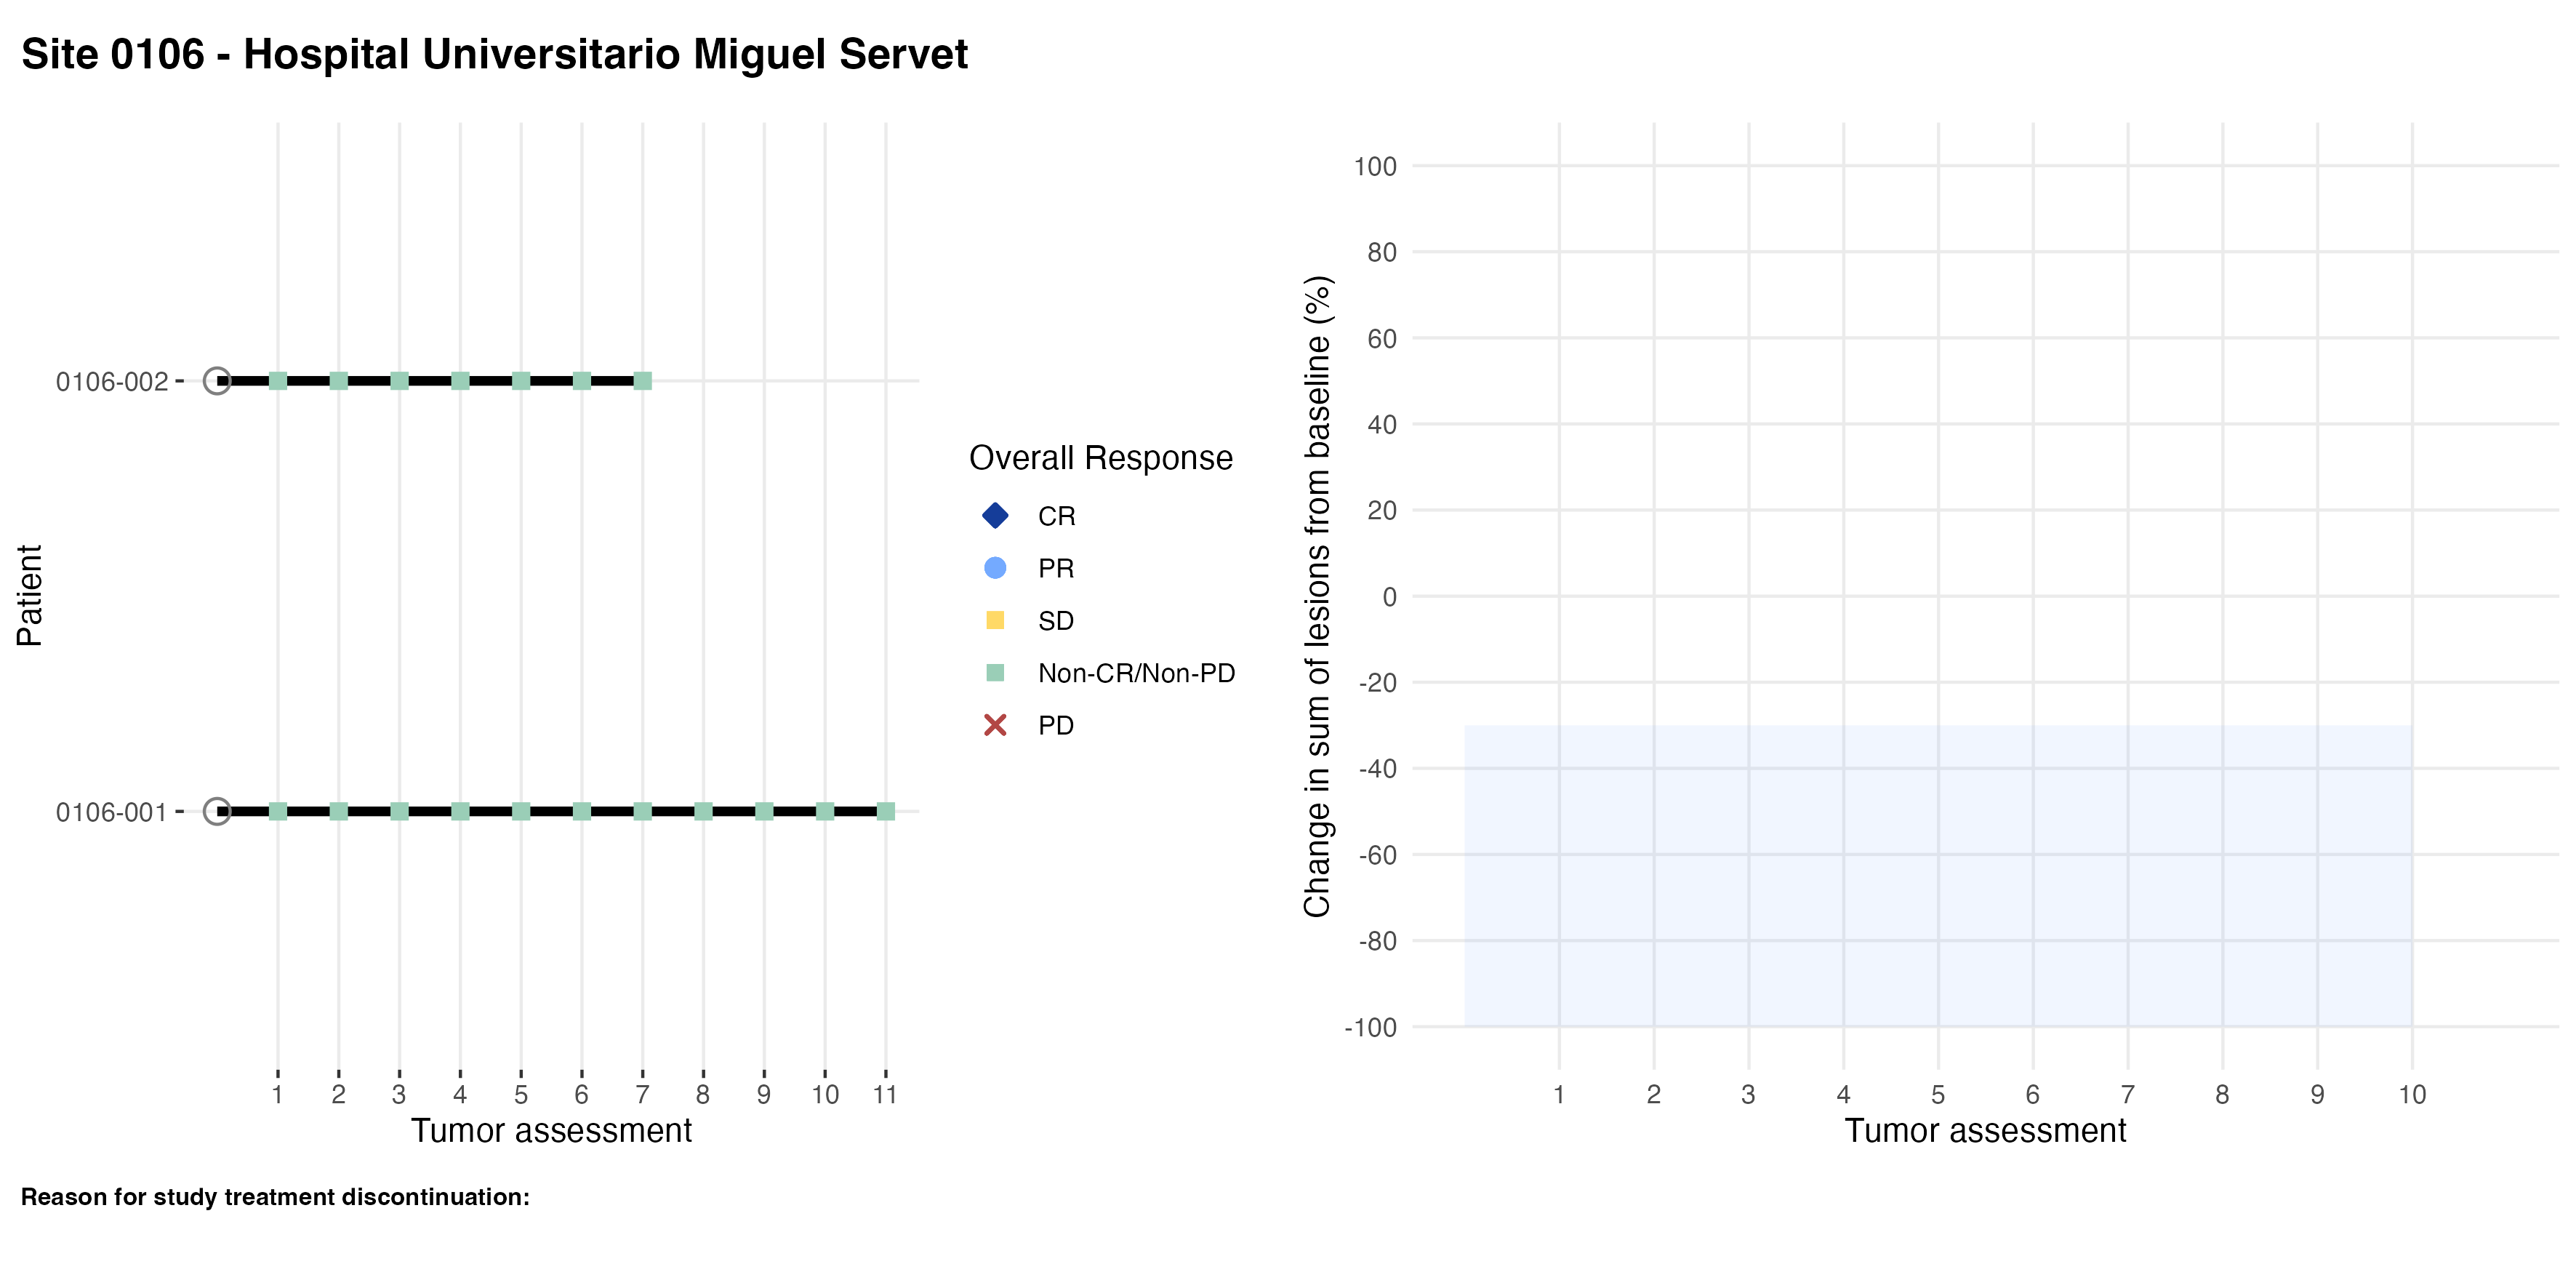 Site 0106 - Hospital Universitario Miguel Servet
Patient
0106-002
0106-001
1 2 3 4 5 6 7 8 9 10 11
Tumor assessment
Overall Response
CR
PR
SD
Non-CR/Non-PD
PD
Change in sum of lesions from baseline (%)
100
80
60
40
20
0
-20
-40
-60
-80
-100
1 2 3 4 5 6 7 8 9 10
Tumor assessment
Reason for study treatment discontinuation: